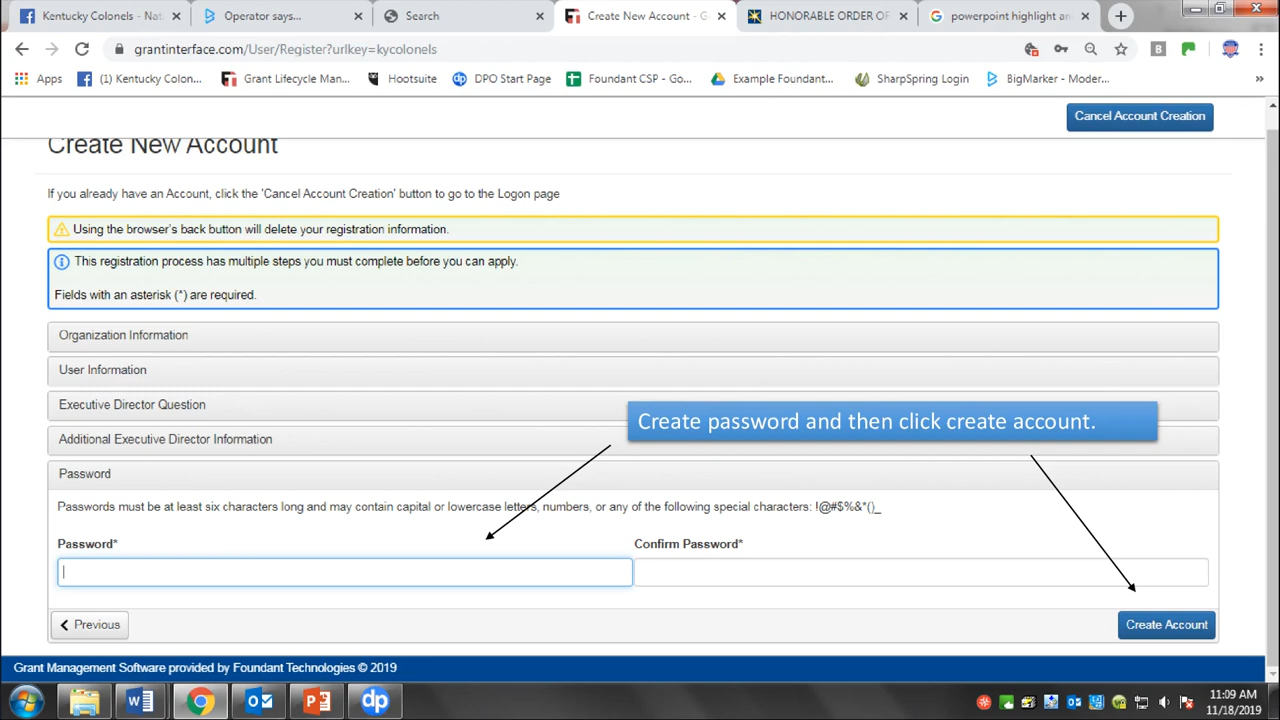 Kentucky Colonels - Nat
Operator says...
Search
Create New Account - G
HONORABLE ORDER OF
powerpoint highlight an
grantinterface.com/User/Register?urlkey=kycolonels
Apps
(1) Kentucky Colon...
Grant Lifecycle Man...
Hootsuite
DPO Start Page
Foundant CSP - Go...
Example Foundant...
SharpSpring Login
BigMarker - Moder...
Cancel Account Creation
Create New Account
If you already have an Account, click the 'Cancel Account Creation' button to go to the Logon page
Using the browser's back button will delete your registration information.
This registration process has multiple steps you must complete before you can apply.
Fields with an asterisk (*) are required.
Organization Information
User Information
Executive Director Question
Create password and then click create account.
Additional Executive Director Information
Password
Passwords must be at least six characters long and may contain capital or lowercase letters, numbers, or any of the following special characters: !@#$%&*()_
Password*
Confirm Password*
Previous
Create Account
Grant Management Software provided by Foundant Technologies © 2019
11:09 AM
11/18/2019